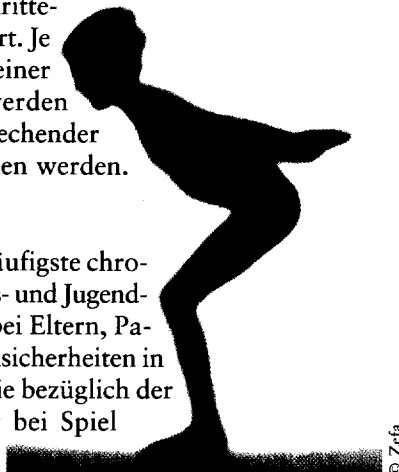 ritte-
rt. Je
einer
verden
echender
en werden.
iufigste chro-
- und Jugend-
bei Eltern, Pa-
sicherheiten in
ie bezüglich der
bei Spiel
© Zefa